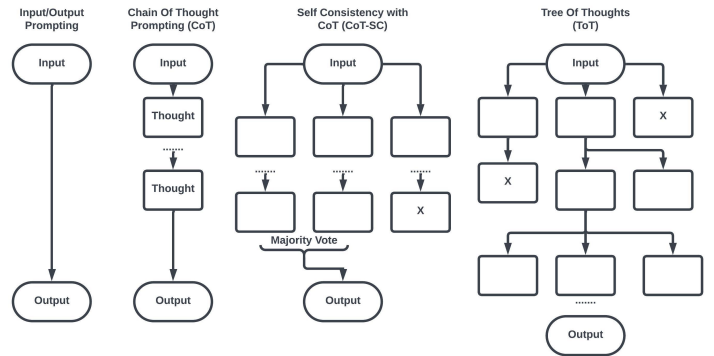 Input/Output
Prompting
Input
Output
Chain Of Thought
Prompting (CoT)
Input
Thought
.......
Thought
Output
Self Consistency with
CoT (CoT-SC)
Input
....... ....... .......
X
Majority Vote
Output
Tree Of Thoughts
(ToT)
Input
X
X
.......
Output